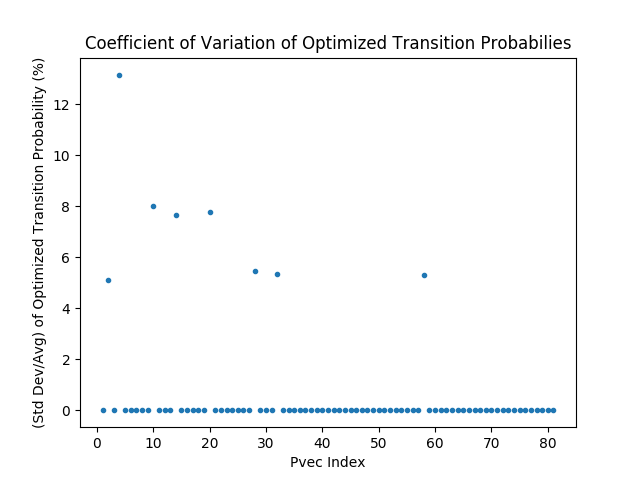 Coefficient of Variation of Optimized Transition Probabilies
(Std Dev/Avg) of Optimized Transition Probability (%)
12
10
8
6
4
2
0
0 10 20 30 40 50 60 70 80
Pvec Index